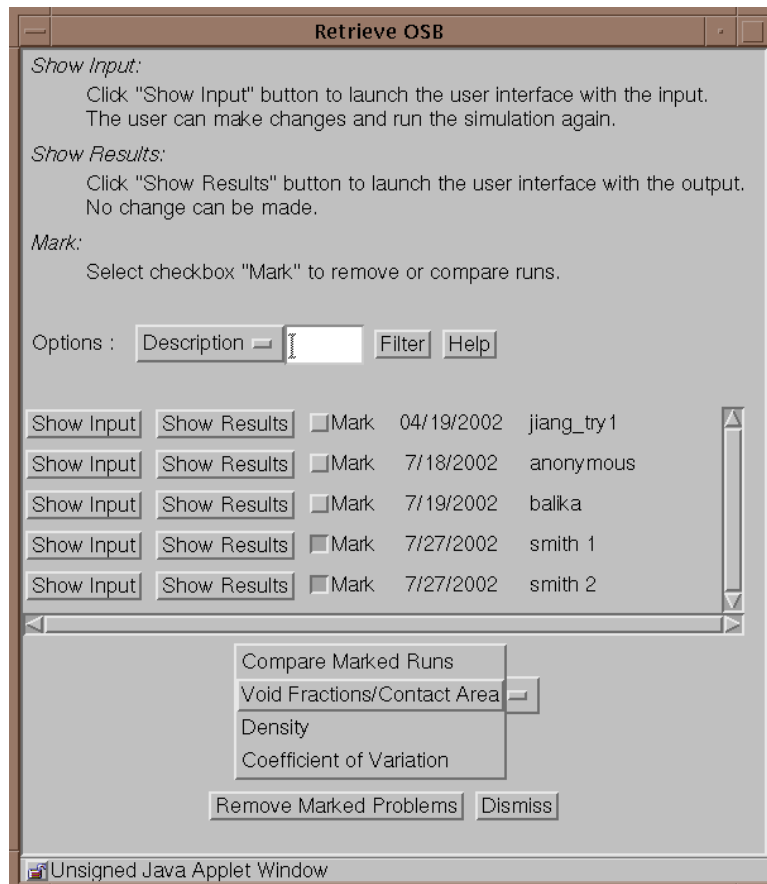 Retrieve OSB
Show Input:
Click "Show Input" button to launch the user interface with the input.
The user can make changes and run the simulation again.
Show Results:
Click "Show Results" button to launch the user interface with the output.
No change can be made.
Mark:
Select checkbox "Mark" to remove or compare runs.
Options : Description Filter Help
Show Input Show Results Mark 04/19/2002 jiang_try1
Show Input Show Results Mark 7/18/2002 anonymous
Show Input Show Results Mark 7/19/2002 balika
Show Input Show Results Mark 7/27/2002 smith 1
Show Input Show Results Mark 7/27/2002 smith 2
Compare Marked Runs
Void Fractions/Contact Area
Density
Coefficient of Variation
Remove Marked Problems Dismiss
Unsigned Java Applet Window